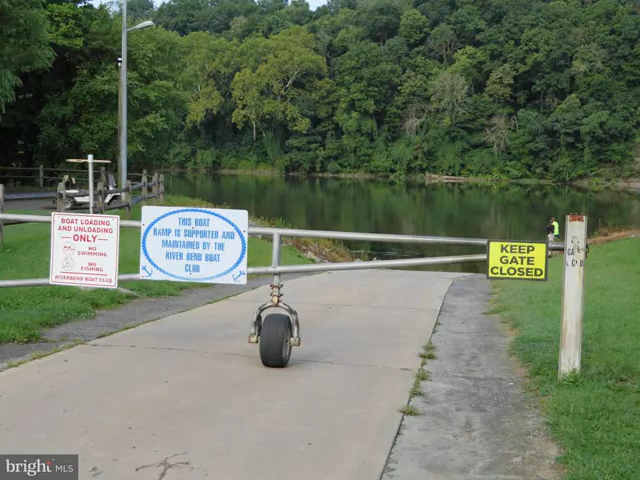 BOAT LOADING
AND UNLOADING
ONLY
NO
SWIMMING
NO
FISHING
RIVERBEND BOAT CLUB
THIS BOAT
RAMP IS SUPPORTED AND
MAINTAINED BY THE
RIVER BEND BOAT
CLUB
KEEP
GATE
CLOSED
bright MLS